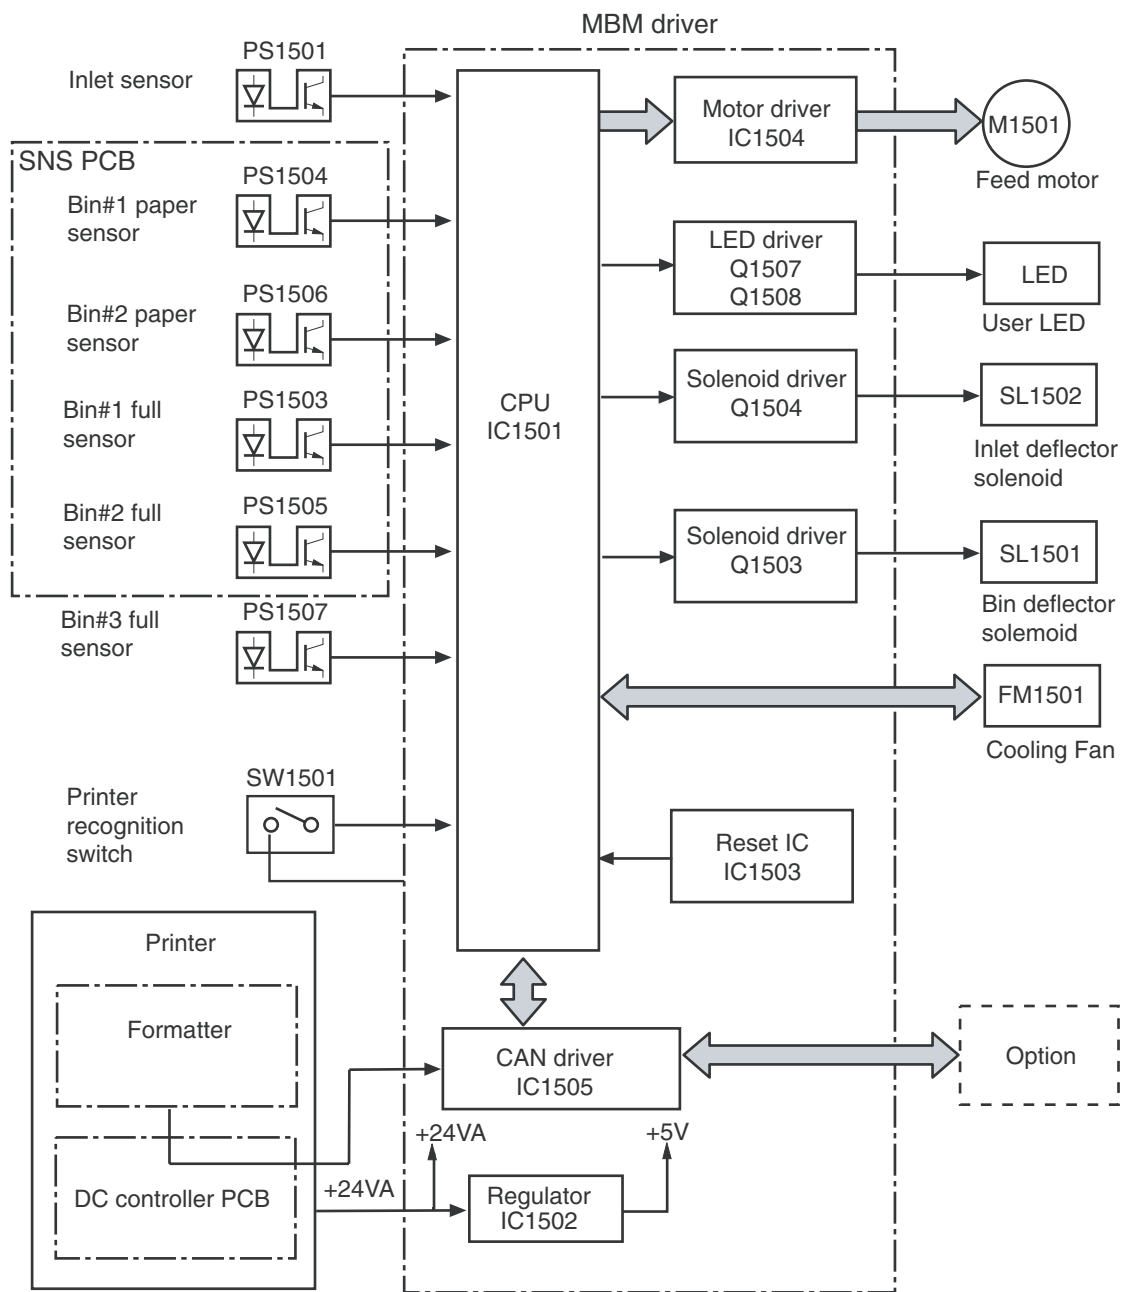 MBM driver
PS1501
Inlet sensor
SNS PCB
PS1504
Bin#1 paper
sensor
PS1506
Bin#2 paper
sensor
PS1503
Bin#1 full
sensor
PS1505
Bin#2 full
sensor
PS1507
Bin#3 full
sensor
SW1501
Printer
recognition
switch
CPU
IC1501
Motor driver
IC1504
M1501
Feed motor
LED driver
Q1507
Q1508
LED
User LED
Solenoid driver
Q1504
SL1502
Inlet deflector
solenoid
Solenoid driver
Q1503
SL1501
Bin deflector
solemoid
FM1501
Cooling Fan
Reset IC
IC1503
Printer
Formatter
DC controller PCB
CAN driver
IC1505
Option
+24VA
+5V
+24VA
Regulator
IC1502